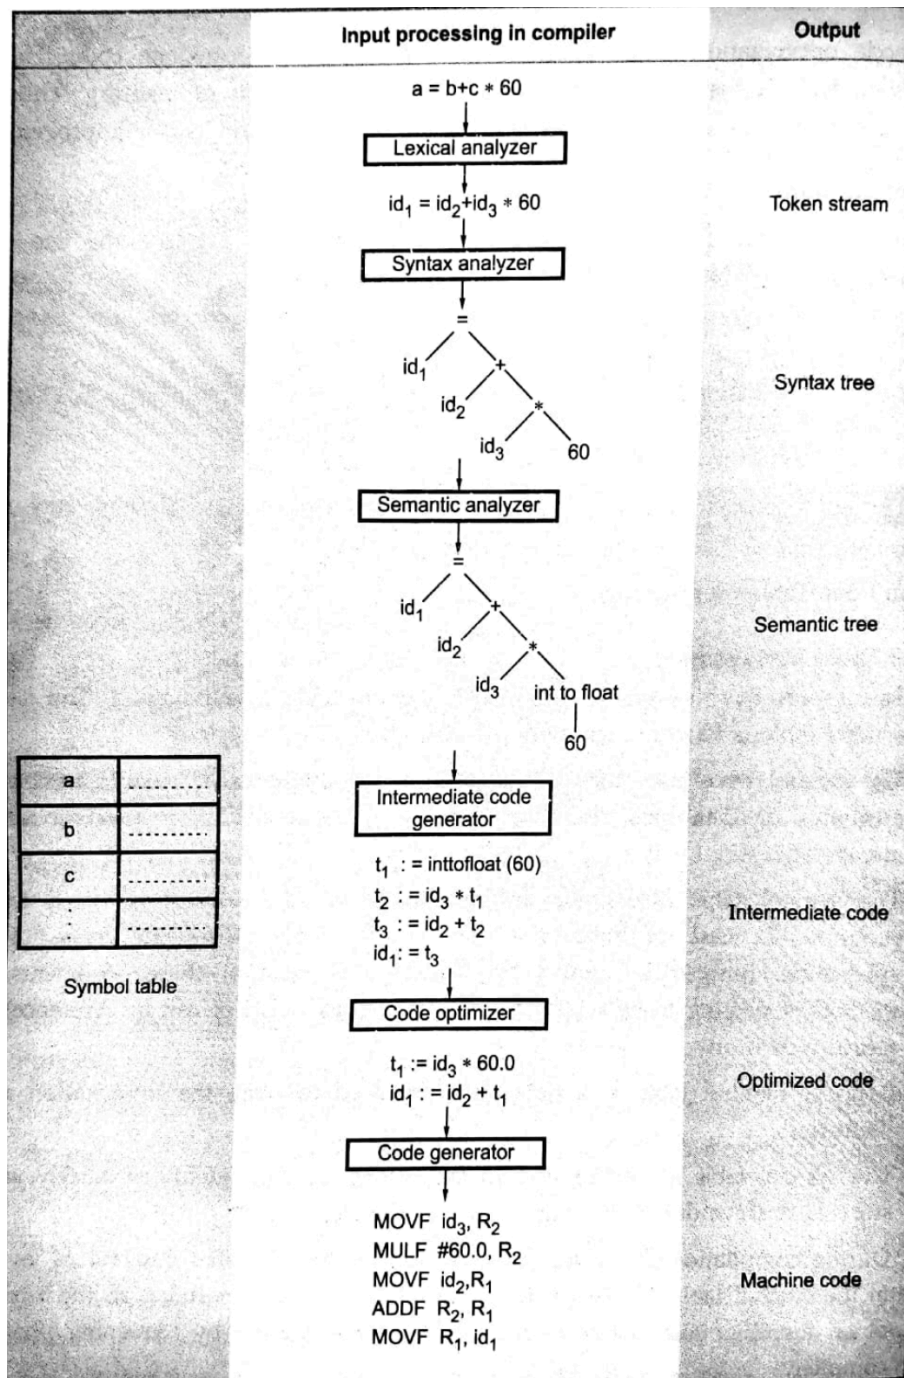 Input processing in compiler
Output
a = b+c * 60
Lexical analyzer
id₁ = id₂+id₃ * 60
Token stream
Syntax analyzer
=
id₁
+
id₂
*
id₃
60
Syntax tree
Semantic analyzer
=
id₁
+
id₂
*
id₃
int to float
60
Semantic tree
a ..............
b ..............
c ..............
: ..............
Symbol table
Intermediate code
generator
t₁ : = inttofloat (60)
t₂ : = id₃ * t₁
t₃ : = id₂ + t₂
id₁: = t₃
Intermediate code
Code optimizer
t₁ := id₃ * 60.0
id₁ : = id₂ + t₁
Optimized code
Code generator
MOVF id₃, R₂
MULF #60.0, R₂
MOVF id₂,R₁
ADDF R₂, R₁
MOVF R₁, id₁
Machine code